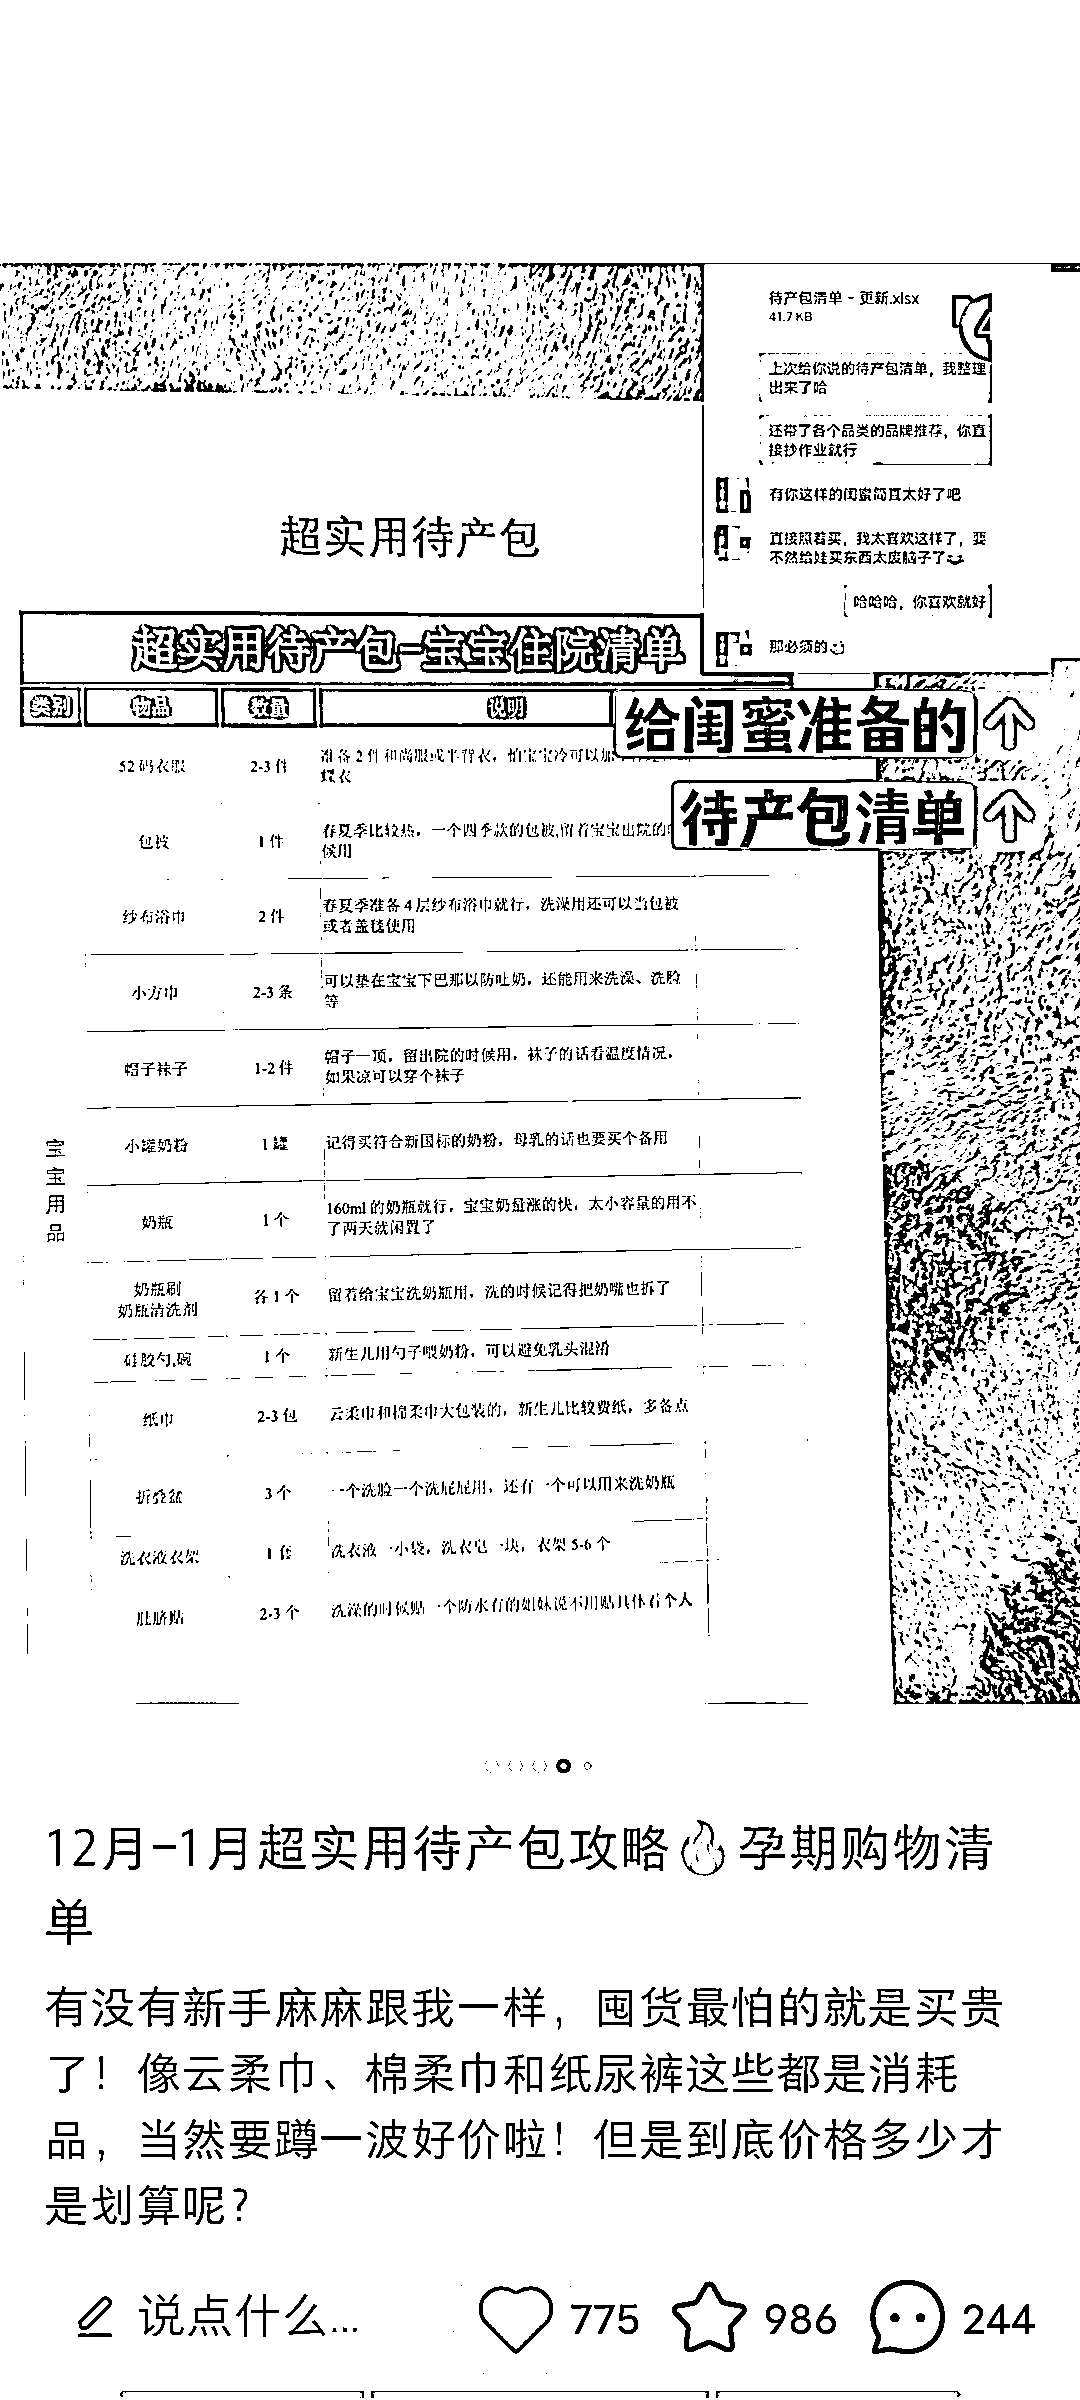 待产包清单 - 更新.xlsx
41.7 KB
上次给你说的待产包清单，我整理
出来了哈
还带了各个品类的品牌推荐，你直
接抄作业就行
有你这样的闺蜜简直太好了吧
直接照着买，我太喜欢这样了，要
不然给娃买东西太废脑子了
哈哈哈，你喜欢就好
那必须的
超实用待产包
超实用待产包-宝宝住院清单
类别 物品 数量 说明
给闺蜜准备的
待产包清单
宝宝用品
52码衣服 2-3 件 准备 2 件和尚服或半背衣，怕宝宝冷可以加
蝶衣
包被 1 件 春夏季比较热，一个四季款的包被,留着宝宝出院的
候用
纱布浴巾 2 件 春夏季准备 4 层纱布浴巾就行，洗澡用还可以当包被
或者盖毯使用
小方巾 2-3 条 可以垫在宝宝下巴那以防吐奶，还能用来洗澡、洗脸
等
帽子袜子 1-2 件 帽子一顶，留出院的时候用，袜子的话看温度情况，
如果凉可以穿个袜子
小罐奶粉 1 罐 记得买符合新国标的奶粉，母乳的话也要买个备用
奶瓶 1 个 160ml 的奶瓶就行，宝宝奶量涨的快，太小容量的用不
了两天就闲置了
奶瓶刷
奶瓶清洗剂 各 1 个 留着给宝宝洗奶瓶用，洗的时候记得把奶嘴也拆了
硅胶勺,碗 1 个 新生儿用勺子喂奶粉，可以避免乳头混淆
纸巾 2-3 包 云柔巾和棉柔巾大包装的，新生儿比较费纸，多备点
折叠盆 3 个 一个洗脸一个洗屁屁用，还有一个可以用来洗奶瓶
洗衣液衣架 1 套 洗衣液一小袋，洗衣皂一块，衣架 5-6 个
肚脐贴 2-3 个 洗澡的时候贴一个防水有的姐妹说不用贴具体看个人
12月-1月超实用待产包攻略🔥孕期购物清
单
有没有新手麻麻跟我一样，囤货最怕的就是买贵
了！像云柔巾、棉柔巾和纸尿裤这些都是消耗
品，当然要蹲一波好价啦！但是到底价格多少才
是划算呢？
说点什么... 775 986 244